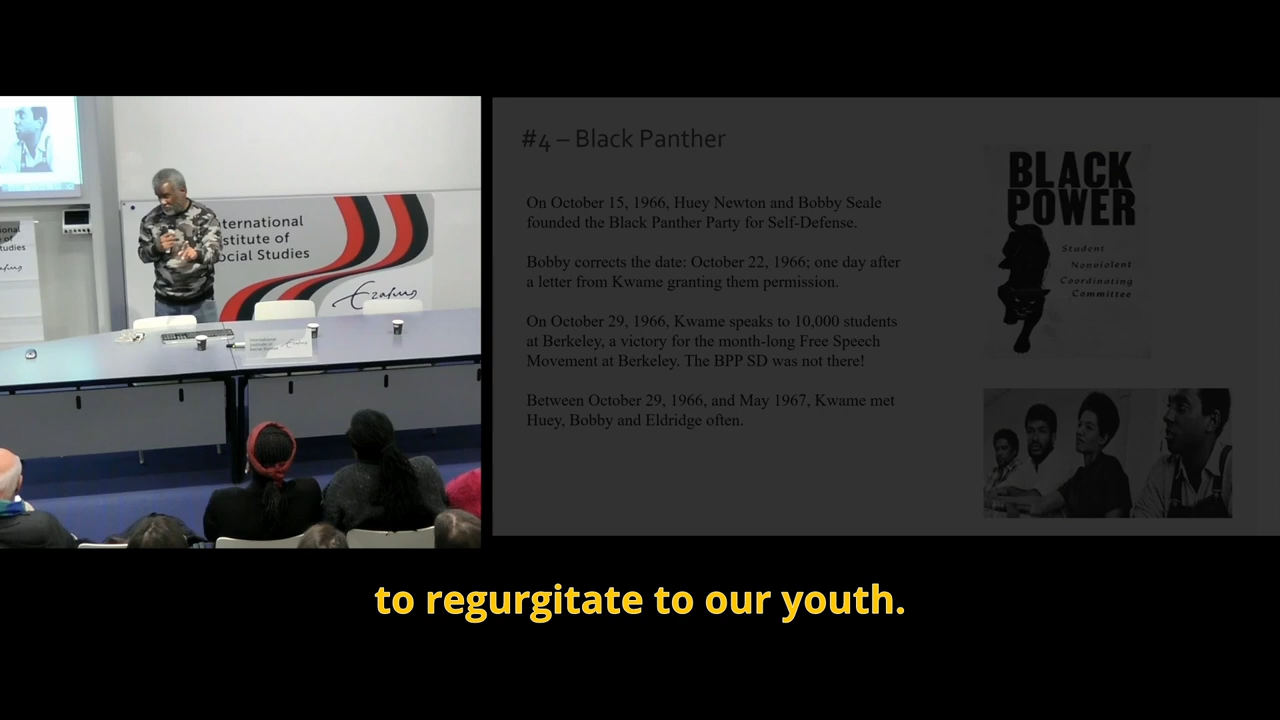 ternational
stitute of
ocial Studies
Erasmus
#4 – Black Panther
On October 15, 1966, Huey Newton and Bobby Seale
founded the Black Panther Party for Self-Defense.
Bobby corrects the date: October 22, 1966; one day after
a letter from Kwame granting them permission.
On October 29, 1966, Kwame speaks to 10,000 students
at Berkeley, a victory for the month-long Free Speech
Movement at Berkeley. The BPP SD was not there!
Between October 29, 1966, and May 1967, Kwame met
Huey, Bobby and Eldridge often.
BLACK
POWER
Student
Nonviolent
Coordinating
Committee
to regurgitate to our youth.